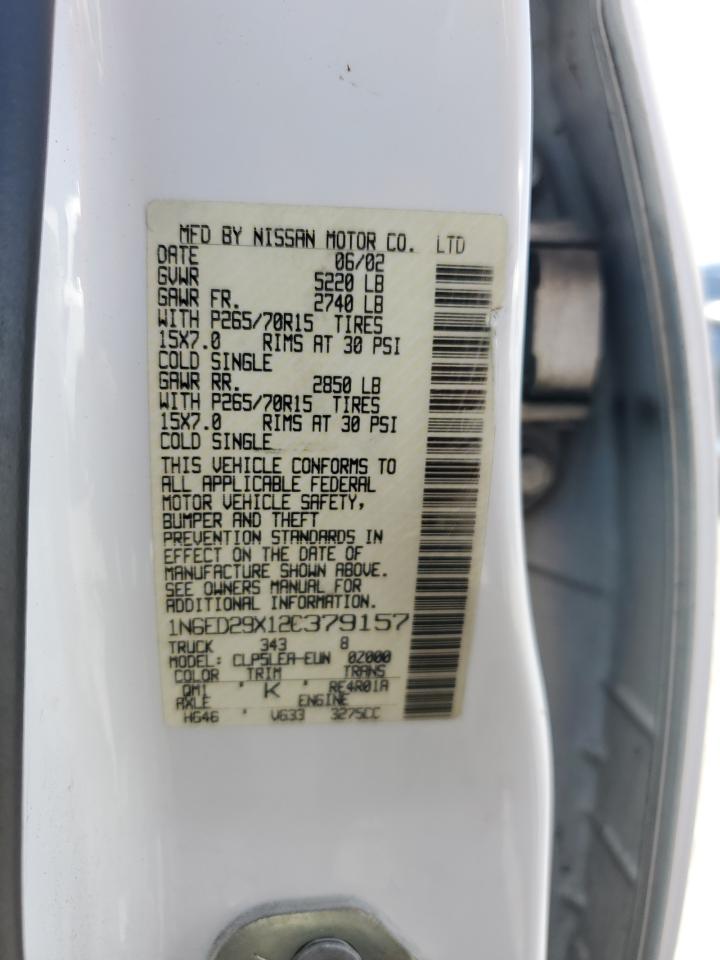 MFD BY NISSAN MOTOR CO. LTD
DATE 06/02
GVWR 5220 LB
GAWR FR. 2740 LB
WITH P265/70R15 TIRES
15X7.0 RIMS AT 30 PSI
COLD SINGLE
GAWR RR. 2850 LB
WITH P265/70R15 TIRES
15X7.0 RIMS AT 30 PSI
COLD SINGLE
THIS VEHICLE CONFORMS TO
ALL APPLICABLE FEDERAL
MOTOR VEHICLE SAFETY,
BUMPER AND THEFT
PREVENTION STANDARDS IN
EFFECT ON THE DATE OF
MANUFACTURE SHOWN ABOVE.
SEE OWNERS MANUAL FOR
ADDITIONAL INFORMATION
1N6ED29X12C379157
TRUCK 343 8
MODEL: CLP5LEA-EUN 0Z000
COLOR TRIM TRANS
QM1 ' K ' RE4R01A
AXLE ENGINE
HG46 ' VG33 3275CC